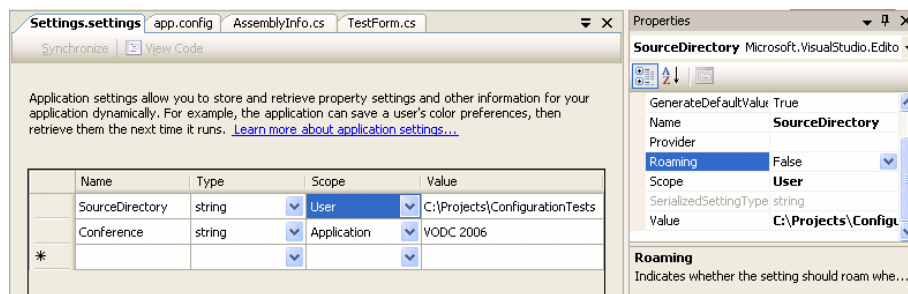 Settings.settings app.config AssemblyInfo.cs TestForm.cs
Synchronize View Code
Application settings allow you to store and retrieve property settings and other information for your
application dynamically. For example, the application can save a user's color preferences, then
retrieve them the next time it runs. Learn more about application settings...
Name Type Scope Value
SourceDirectory string User C:\Projects\ConfigurationTests
Conference string Application VODC 2006
Properties
SourceDirectory Microsoft.VisualStudio.Edito
GenerateDefaultValue True
Name SourceDirectory
Provider
Roaming False
Scope User
SerializedSettingType string
Value C:\Projects\Configu
Roaming
Indicates whether the setting should roam whe...